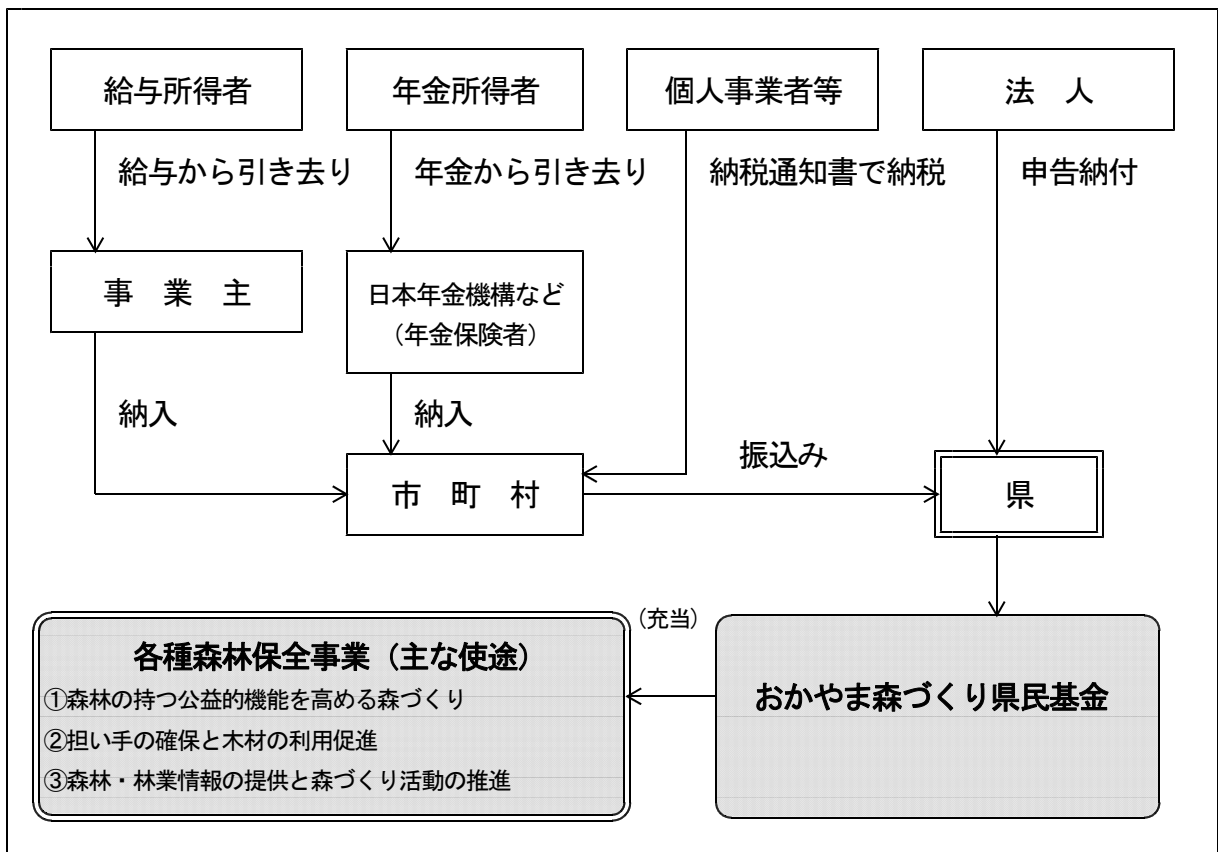 給与所得者
年金所得者
個人事業者等
法　人
給与から引き去り
年金から引き去り
納税通知書で納税
申告納付
事　業　主
日本年金機構など
（年金保険者）
納入
納入
振込み
市　町　村
県
(充当)
各種森林保全事業（主な使途）
①森林の持つ公益的機能を高める森づくり
②担い手の確保と木材の利用促進
③森林・林業情報の提供と森づくり活動の推進
おかやま森づくり県民基金